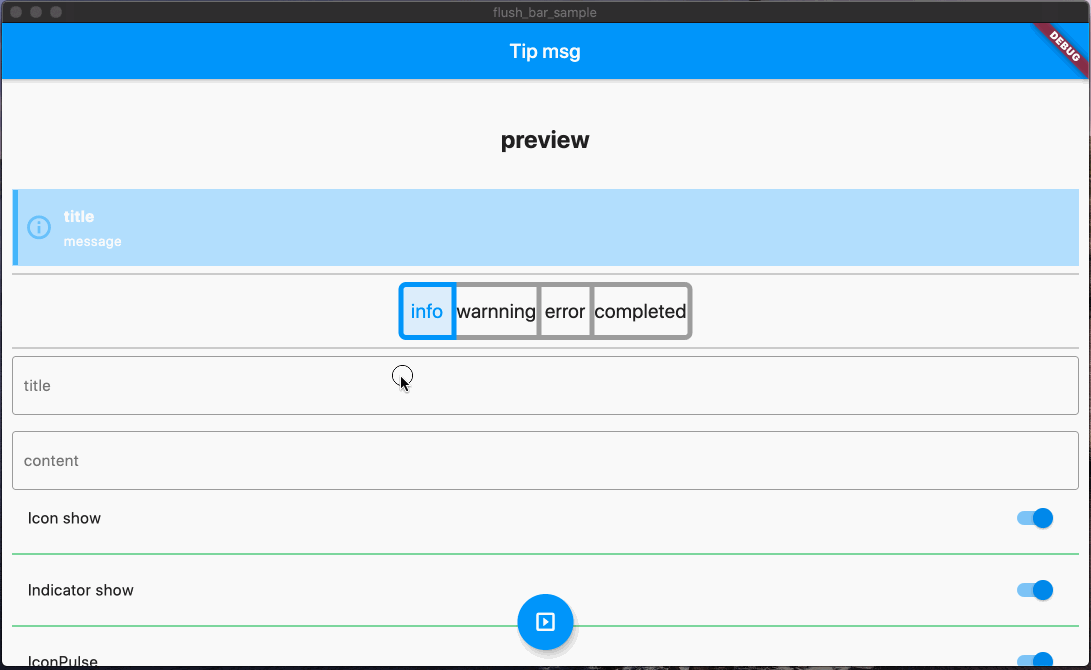 flush_bar_sample
Tip msg
DEBUG
preview
title
message
info warnning error completed
title
content
Icon show
Indicator show
IconPulse